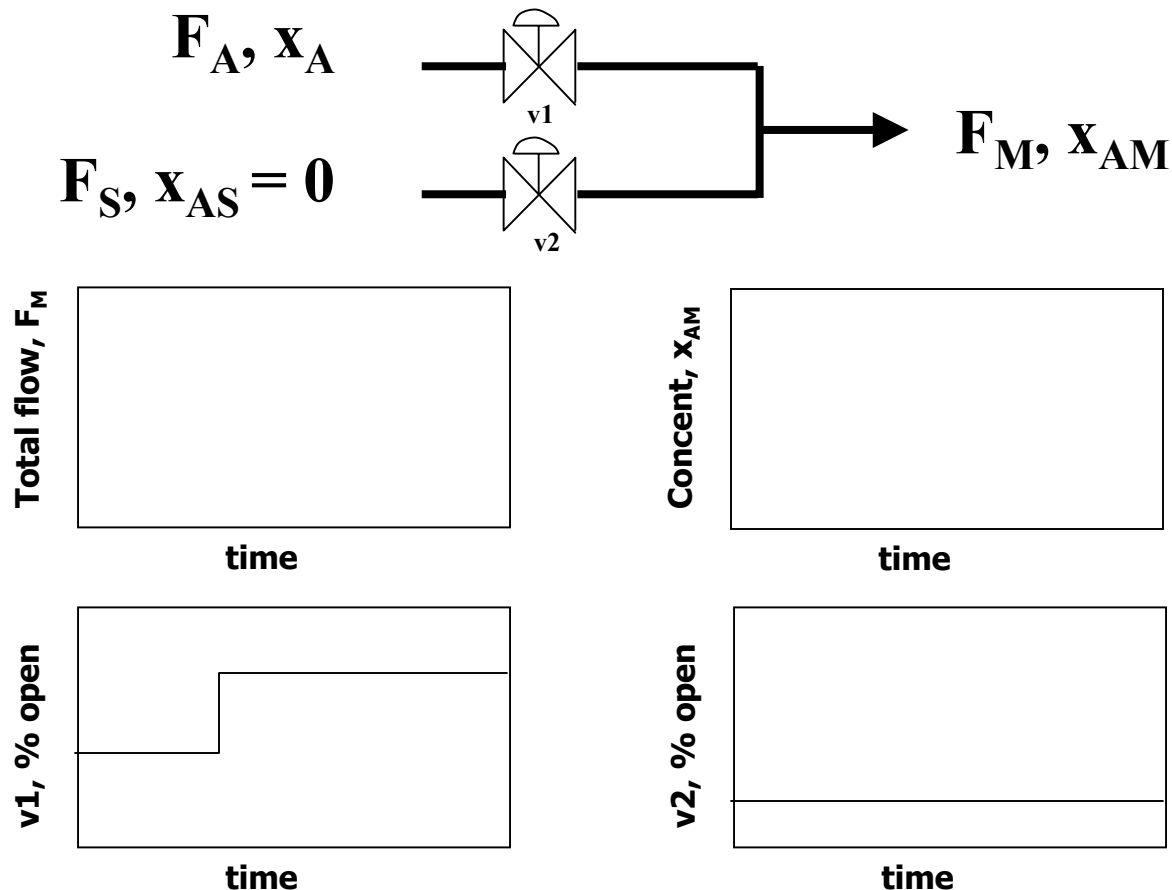 F_A, x_A
v1
F_S, x_AS = 0
v2
F_M, x_AM
Total flow, F_M
time
Concent, x_AM
time
v1, % open
time
v2, % open
time